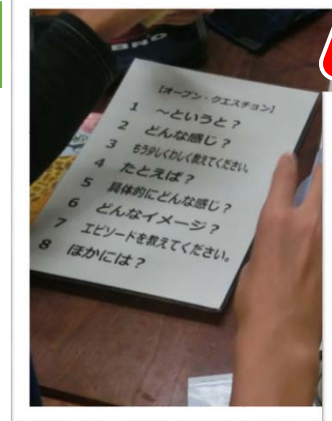 [オープン・クエスチョン]
1 ～というと？
2 どんな感じ？
3 もう少しくわしく教えてください。
4 たとえば？
5 具体的にどんな感じ？
6 どんなイメージ？
7 エピソードを教えてください。
8 ほかには？